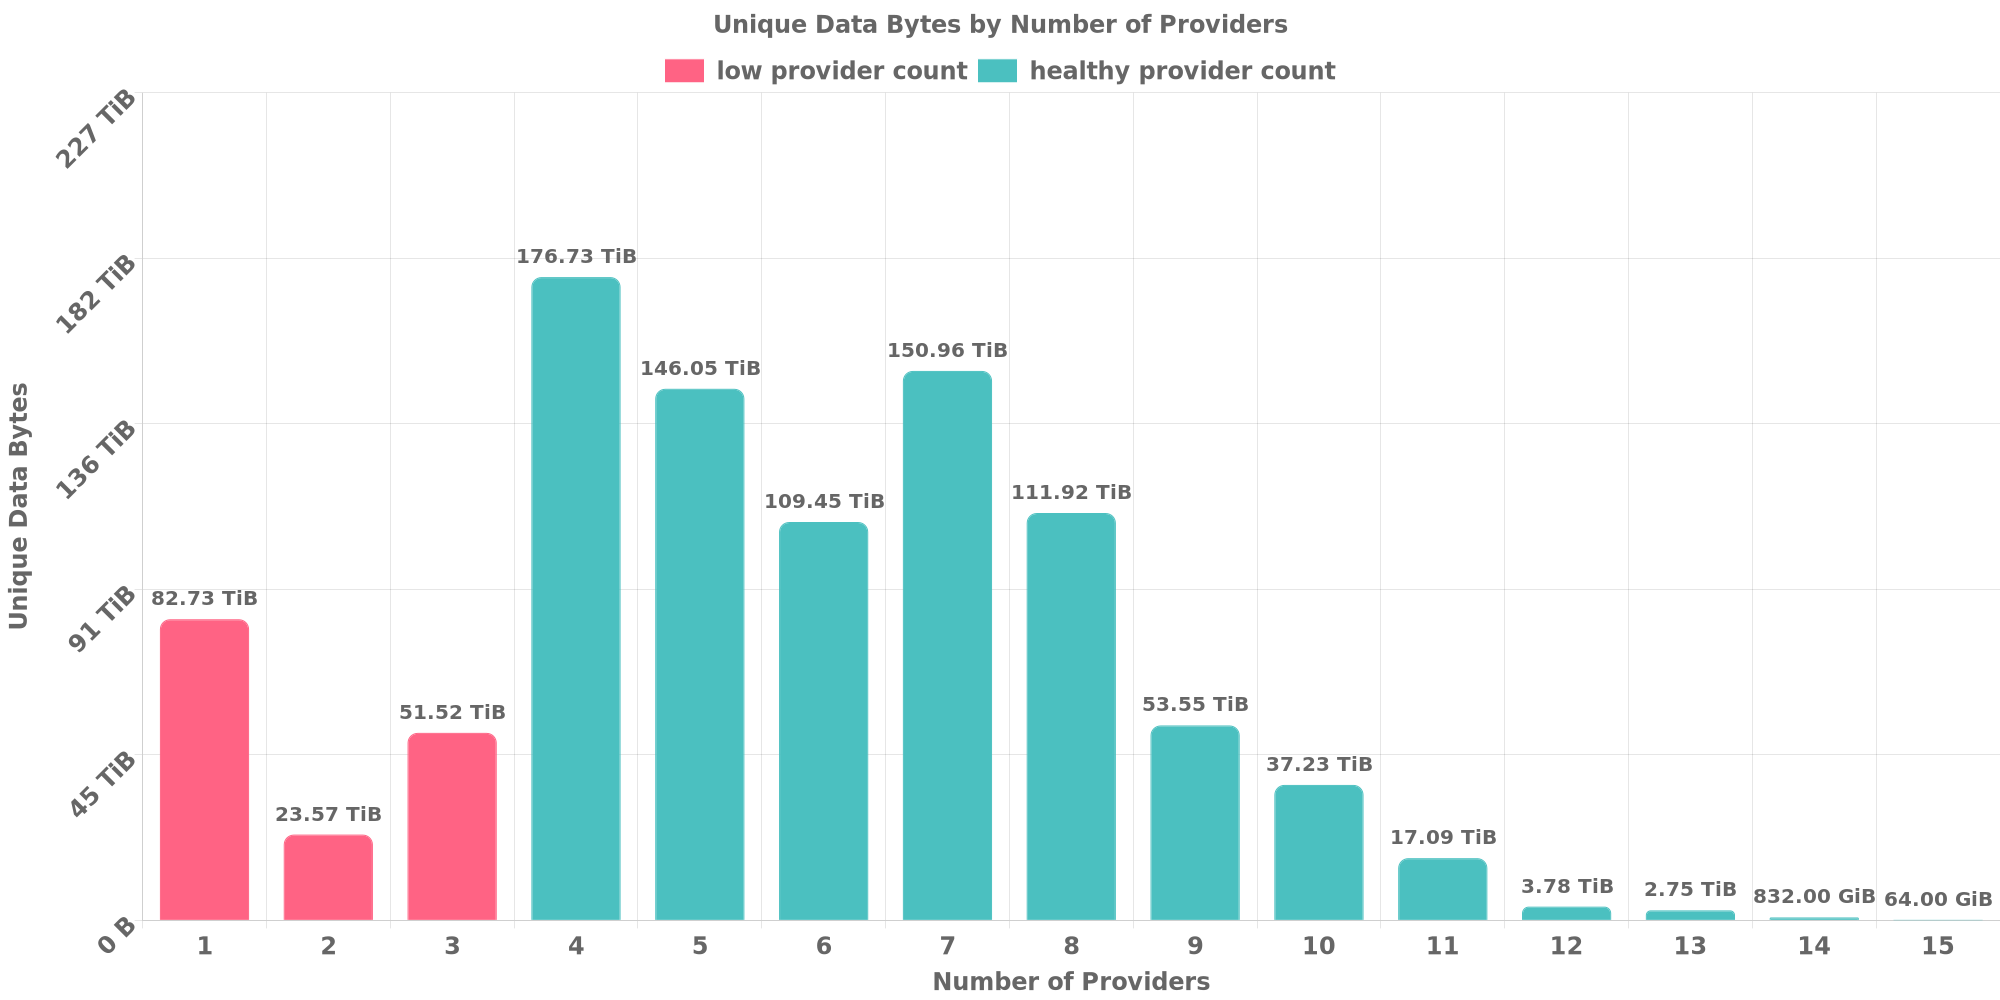 Unique Data Bytes by Number of Providers
low provider count healthy provider count
227 TiB
182 TiB
136 TiB
91 TiB
45 TiB
0 B
Unique Data Bytes
82.73 TiB
23.57 TiB
51.52 TiB
176.73 TiB
146.05 TiB
109.45 TiB
150.96 TiB
111.92 TiB
53.55 TiB
37.23 TiB
17.09 TiB
3.78 TiB
2.75 TiB
832.00 GiB
64.00 GiB
1 2 3 4 5 6 7 8 9 10 11 12 13 14 15
Number of Providers